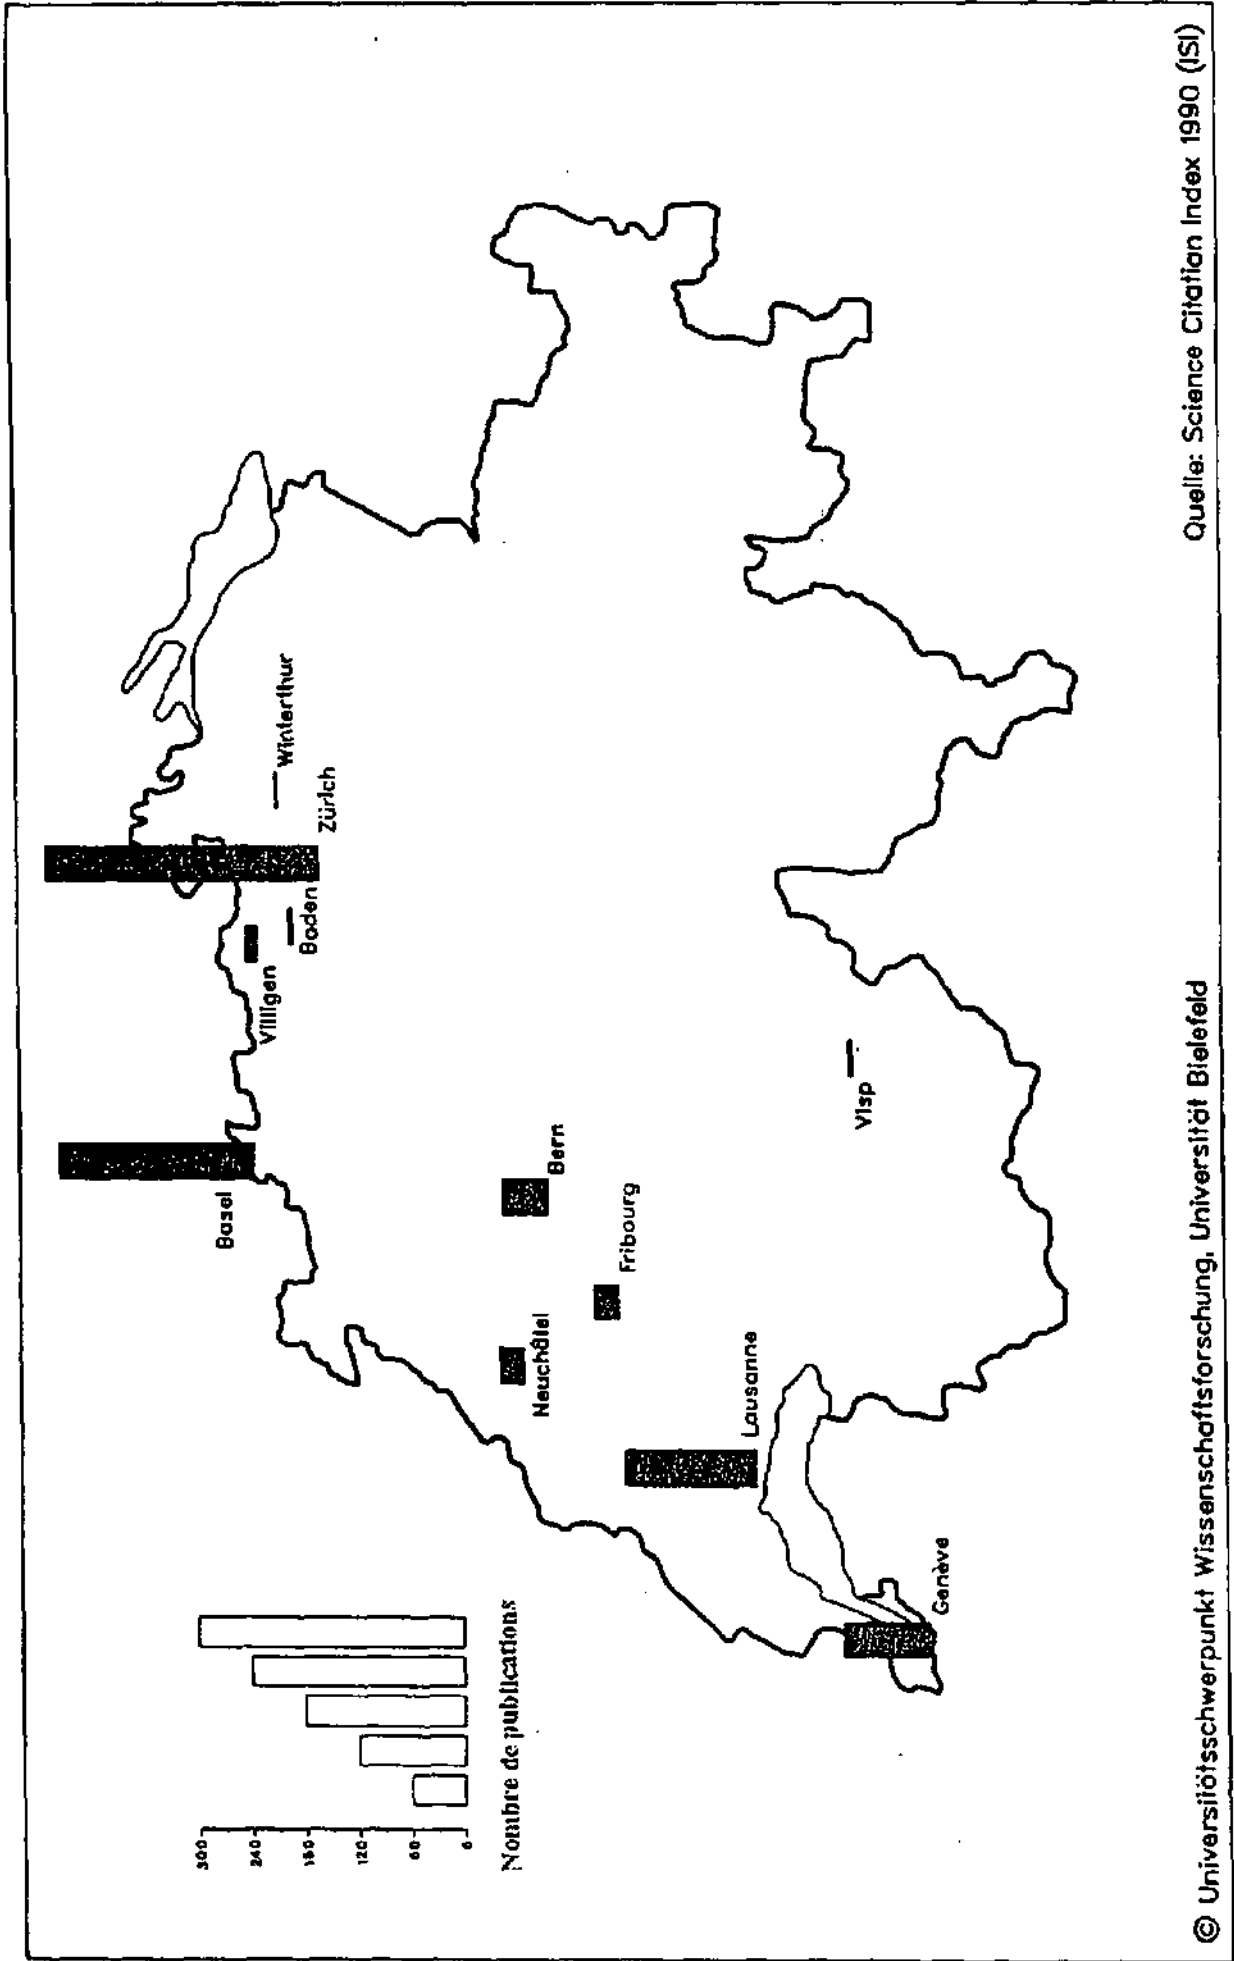 300
240
180
120
60
0
Nombre de publications
Basel
Villigen
Baden
Zürich
Winterthur
Neuchâtel
Bern
Fribourg
Lausanne
Genève
Visp
© Universitätsschwerpunkt Wissenschaftsforschung, Universität Bielefeld
Quelle: Science Citation Index 1990 (ISI)